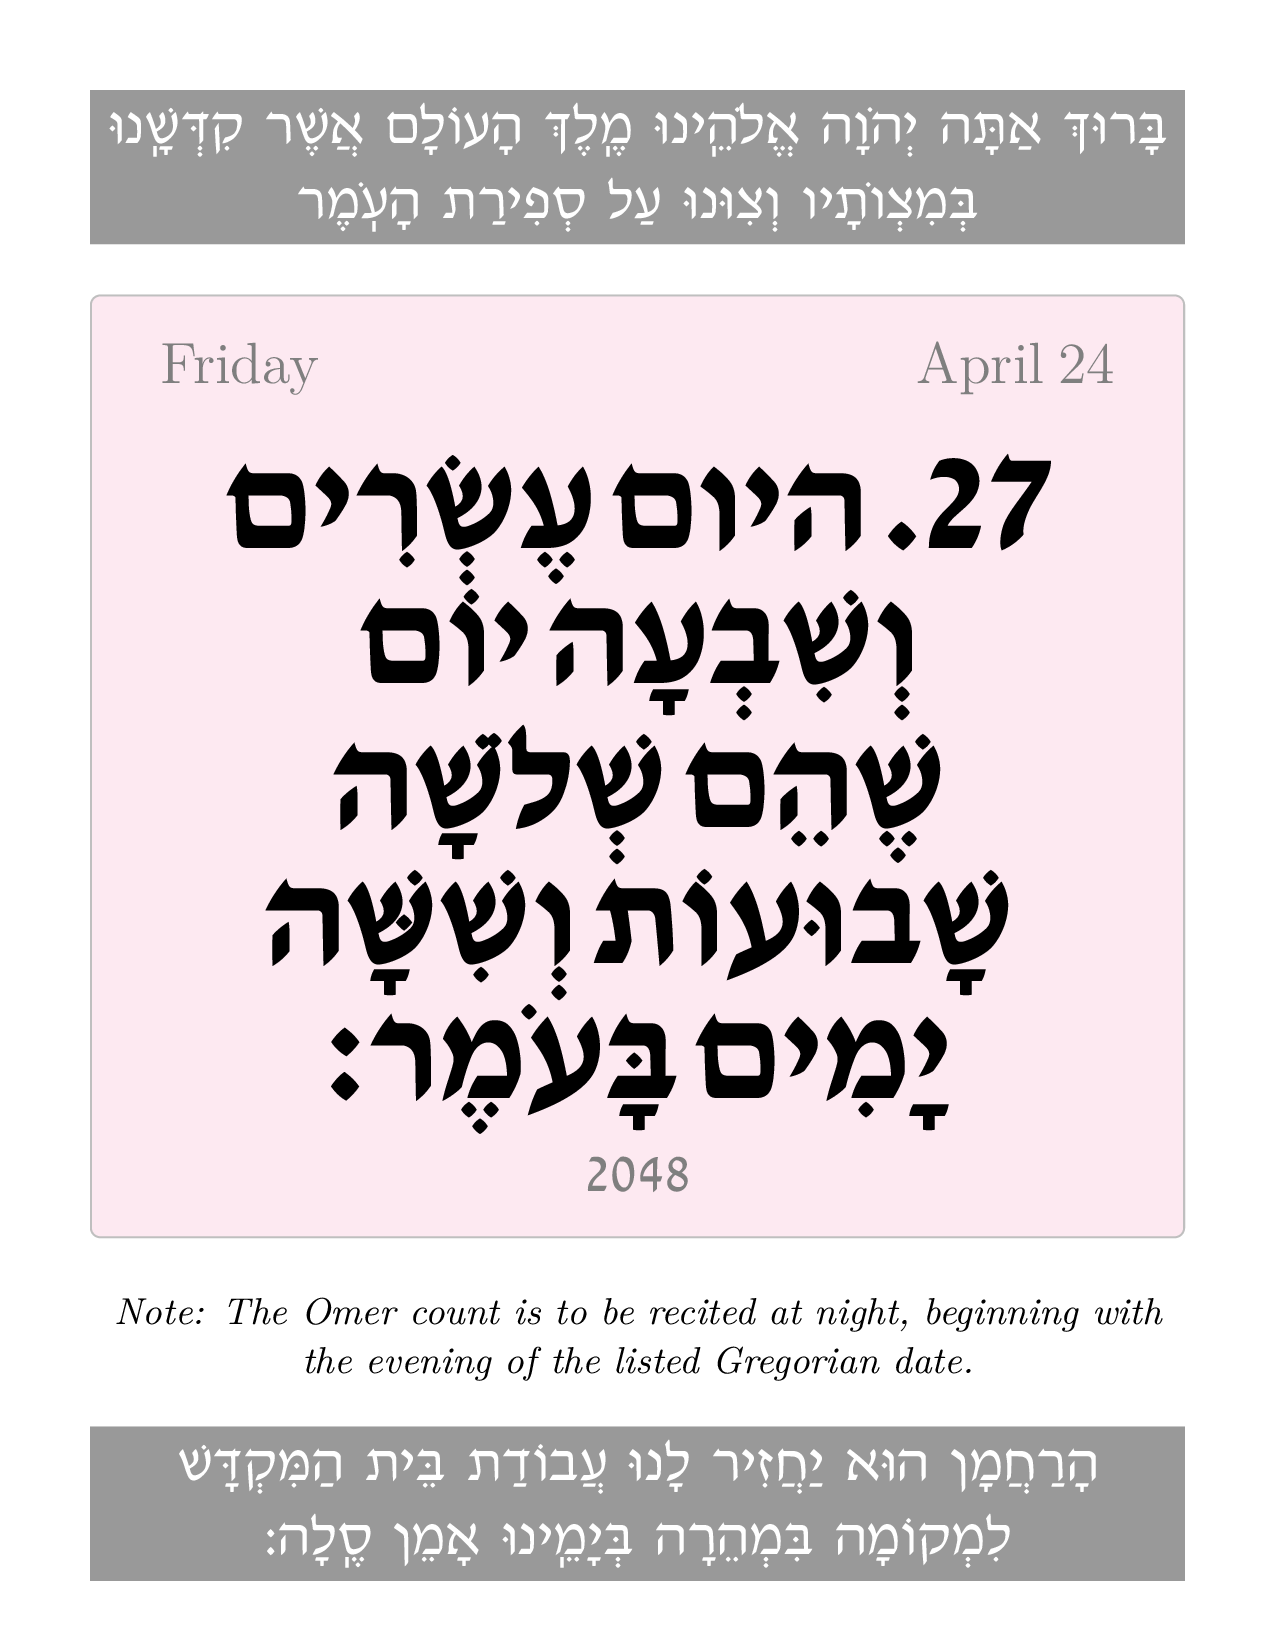 בָּרוּךְ אַתָּה יְהֹוָה אֱלֹהֵֽינוּ מֶֽלֶךְ הָעוֹלָם אֲשֶׁר קִדְּשָֽׁנוּ
בְּמִצְוֹתָיו וְצִוּנוּ עַל סְפִירַת הָעֹֽמֶר
Friday April 24
27. היום עֶשְׂרִים
וְשִׁבְעָה יוֹם
שֶׁהֵם שְׁלֹשָׁה
שָׁבוּעוֹת וְשִׁשָּׁה
יָמִים בָּעֹמֶר:
2048
Note: The Omer count is to be recited at night, beginning with
the evening of the listed Gregorian date.
הָרַחֲמָן הוּא יַחֲזִיר לָנוּ עֲבוֹדַת בֵּית הַמִּקְדָּשׁ
לִמְקוֹמָה בִּמְהֵרָה בְּיָמֵֽינוּ אָמֵן סֶֽלָה: